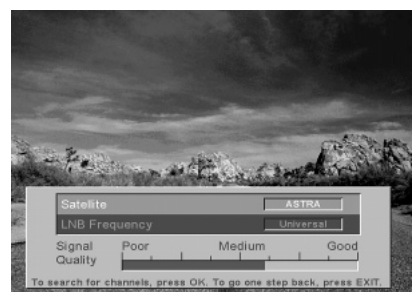 Satellite ASTRA
LNB Frequency Universal
Signal Quality Poor Medium Good
To search for channels, press OK. To go one step back, press EXIT.